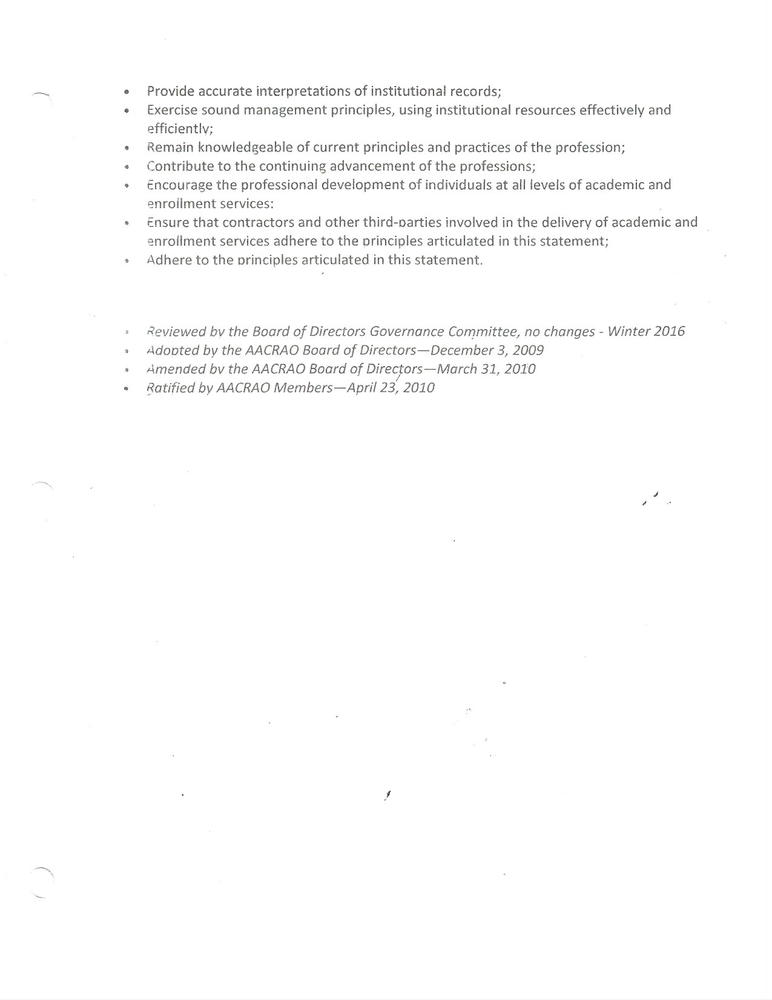 • Provide accurate interpretations of institutional records;
• Exercise sound management principles, using institutional resources effectively and
efficiently;
• Remain knowledgeable of current principles and practices of the profession;
• Contribute to the continuing advancement of the professions;
• Encourage the professional development of individuals at all levels of academic and
enrollment services;
• Ensure that contractors and other third-parties involved in the delivery of academic and
enrollment services adhere to the principles articulated in this statement;
• Adhere to the principles articulated in this statement.
• Reviewed by the Board of Directors Governance Committee, no changes - Winter 2016
• Adopted by the AACRAO Board of Directors—December 3, 2009
• Amended by the AACRAO Board of Directors—March 31, 2010
• Ratified by AACRAO Members—April 23, 2010